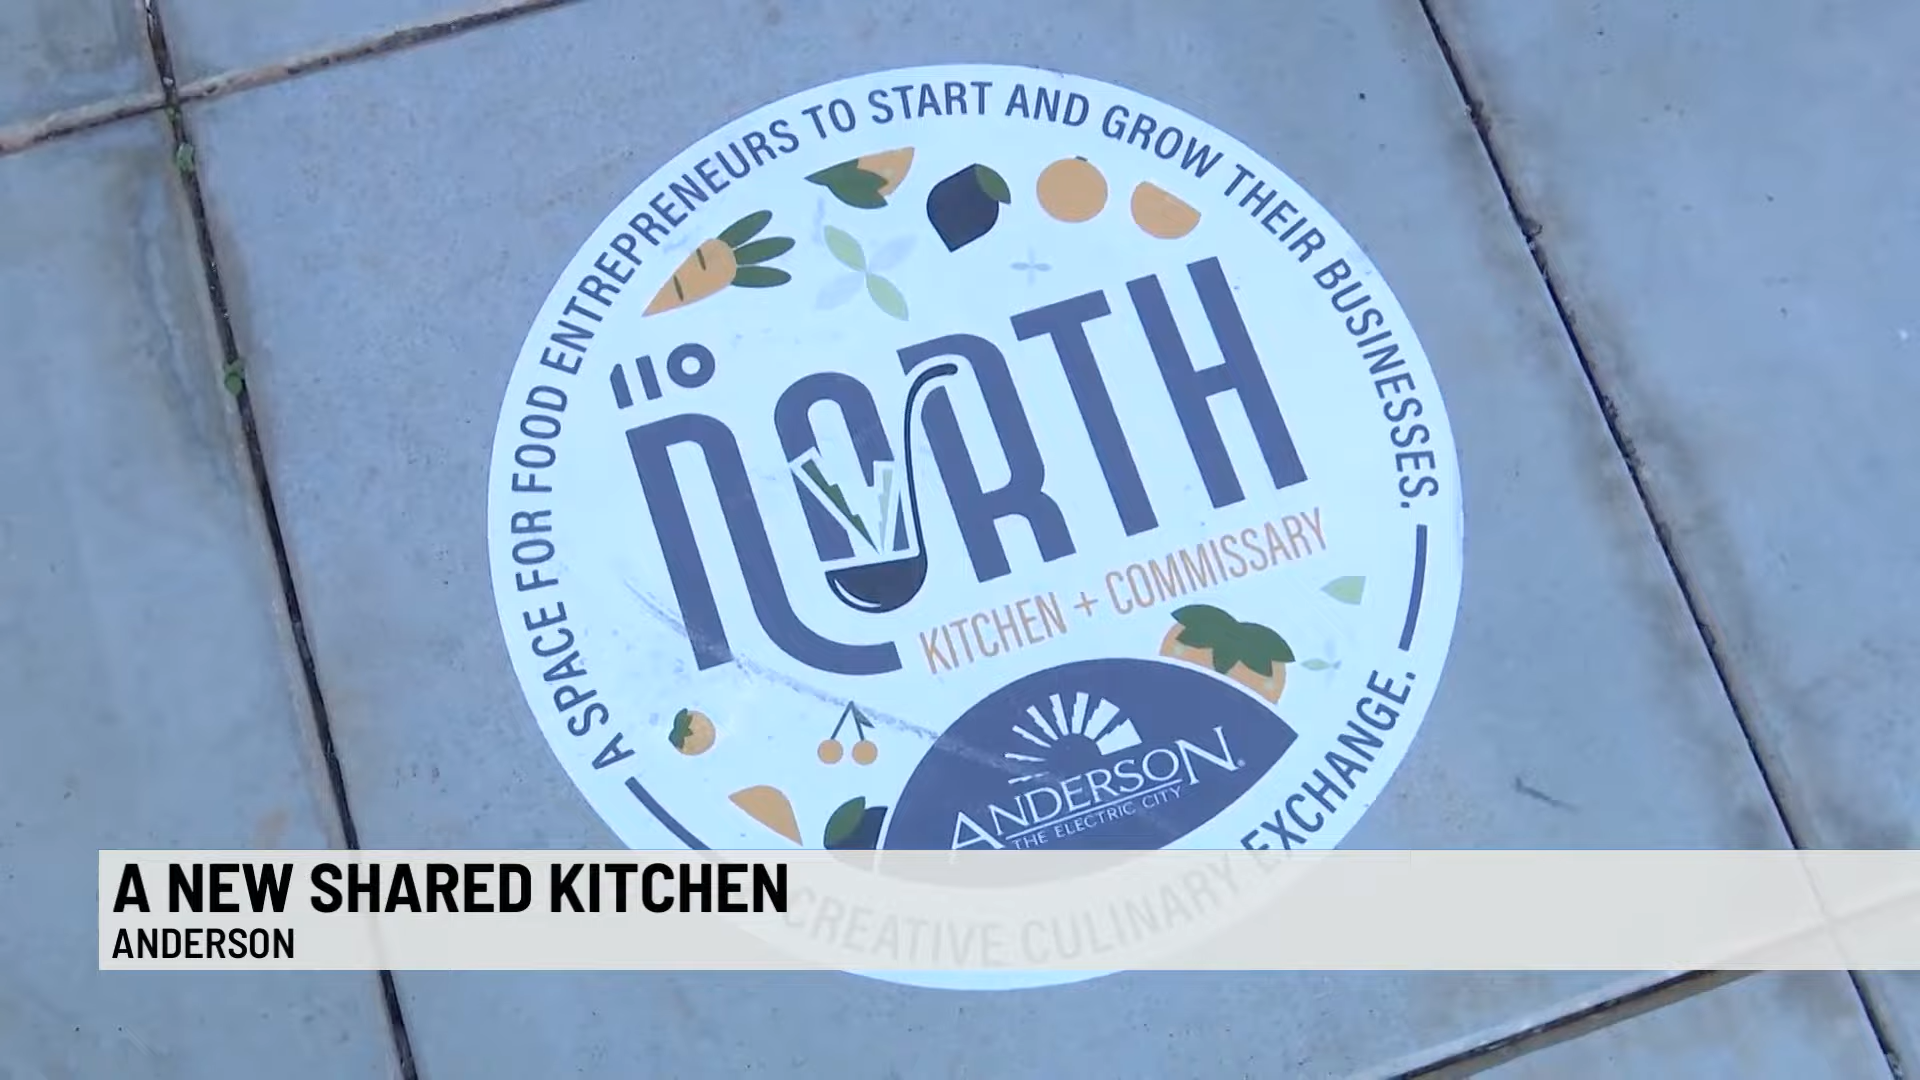 A SPACE FOR FOOD ENTREPRENEURS TO START AND GROW THEIR BUSINESSES.
110
NORTH
KITCHEN + COMMISSARY
ANDERSON®
THE ELECTRIC CITY
CREATIVE CULINARY EXCHANGE.
A NEW SHARED KITCHEN
ANDERSON